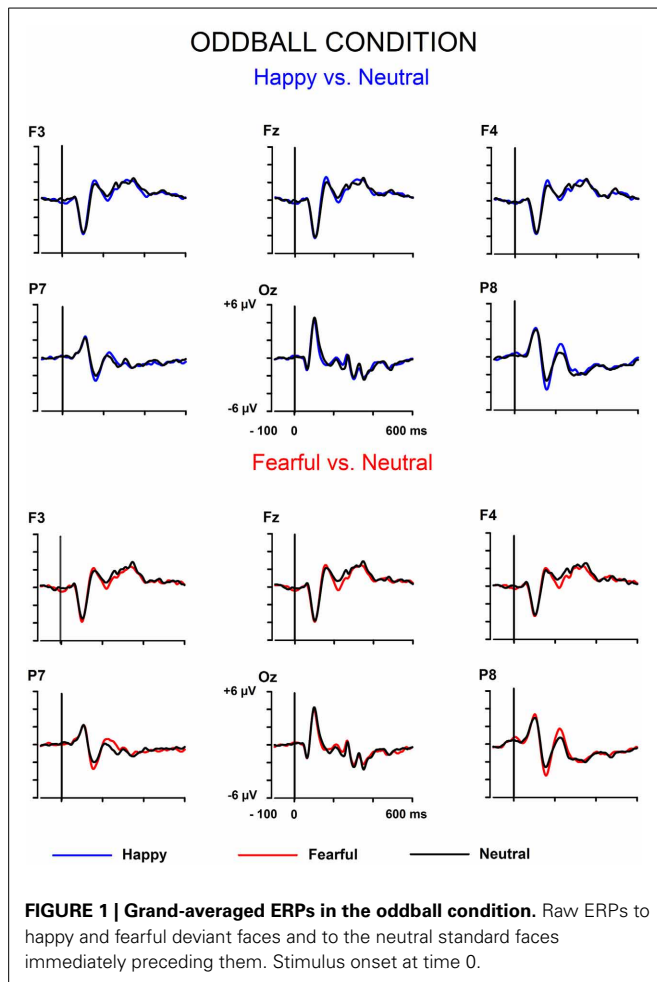 ODDBALL CONDITION
Happy vs. Neutral
F3 Fz F4
P7 Oz P8
+6 µV
-6 µV
- 100 0 600 ms
Fearful vs. Neutral
F3 Fz F4
P7 Oz P8
+6 µV
-6 µV
- 100 0 600 ms
Happy Fearful Neutral
FIGURE 1 | Grand-averaged ERPs in the oddball condition. Raw ERPs to
happy and fearful deviant faces and to the neutral standard faces
immediately preceding them. Stimulus onset at time 0.